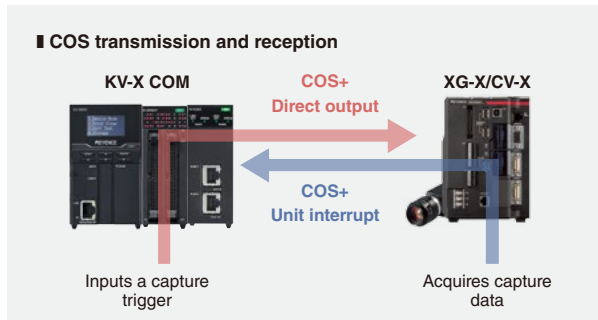 COS transmission and reception
KV-X COM
COS+
Direct output
XG-X/CV-X
KEYENCE
COS+
Unit interrupt
Inputs a capture
trigger
Acquires capture
data